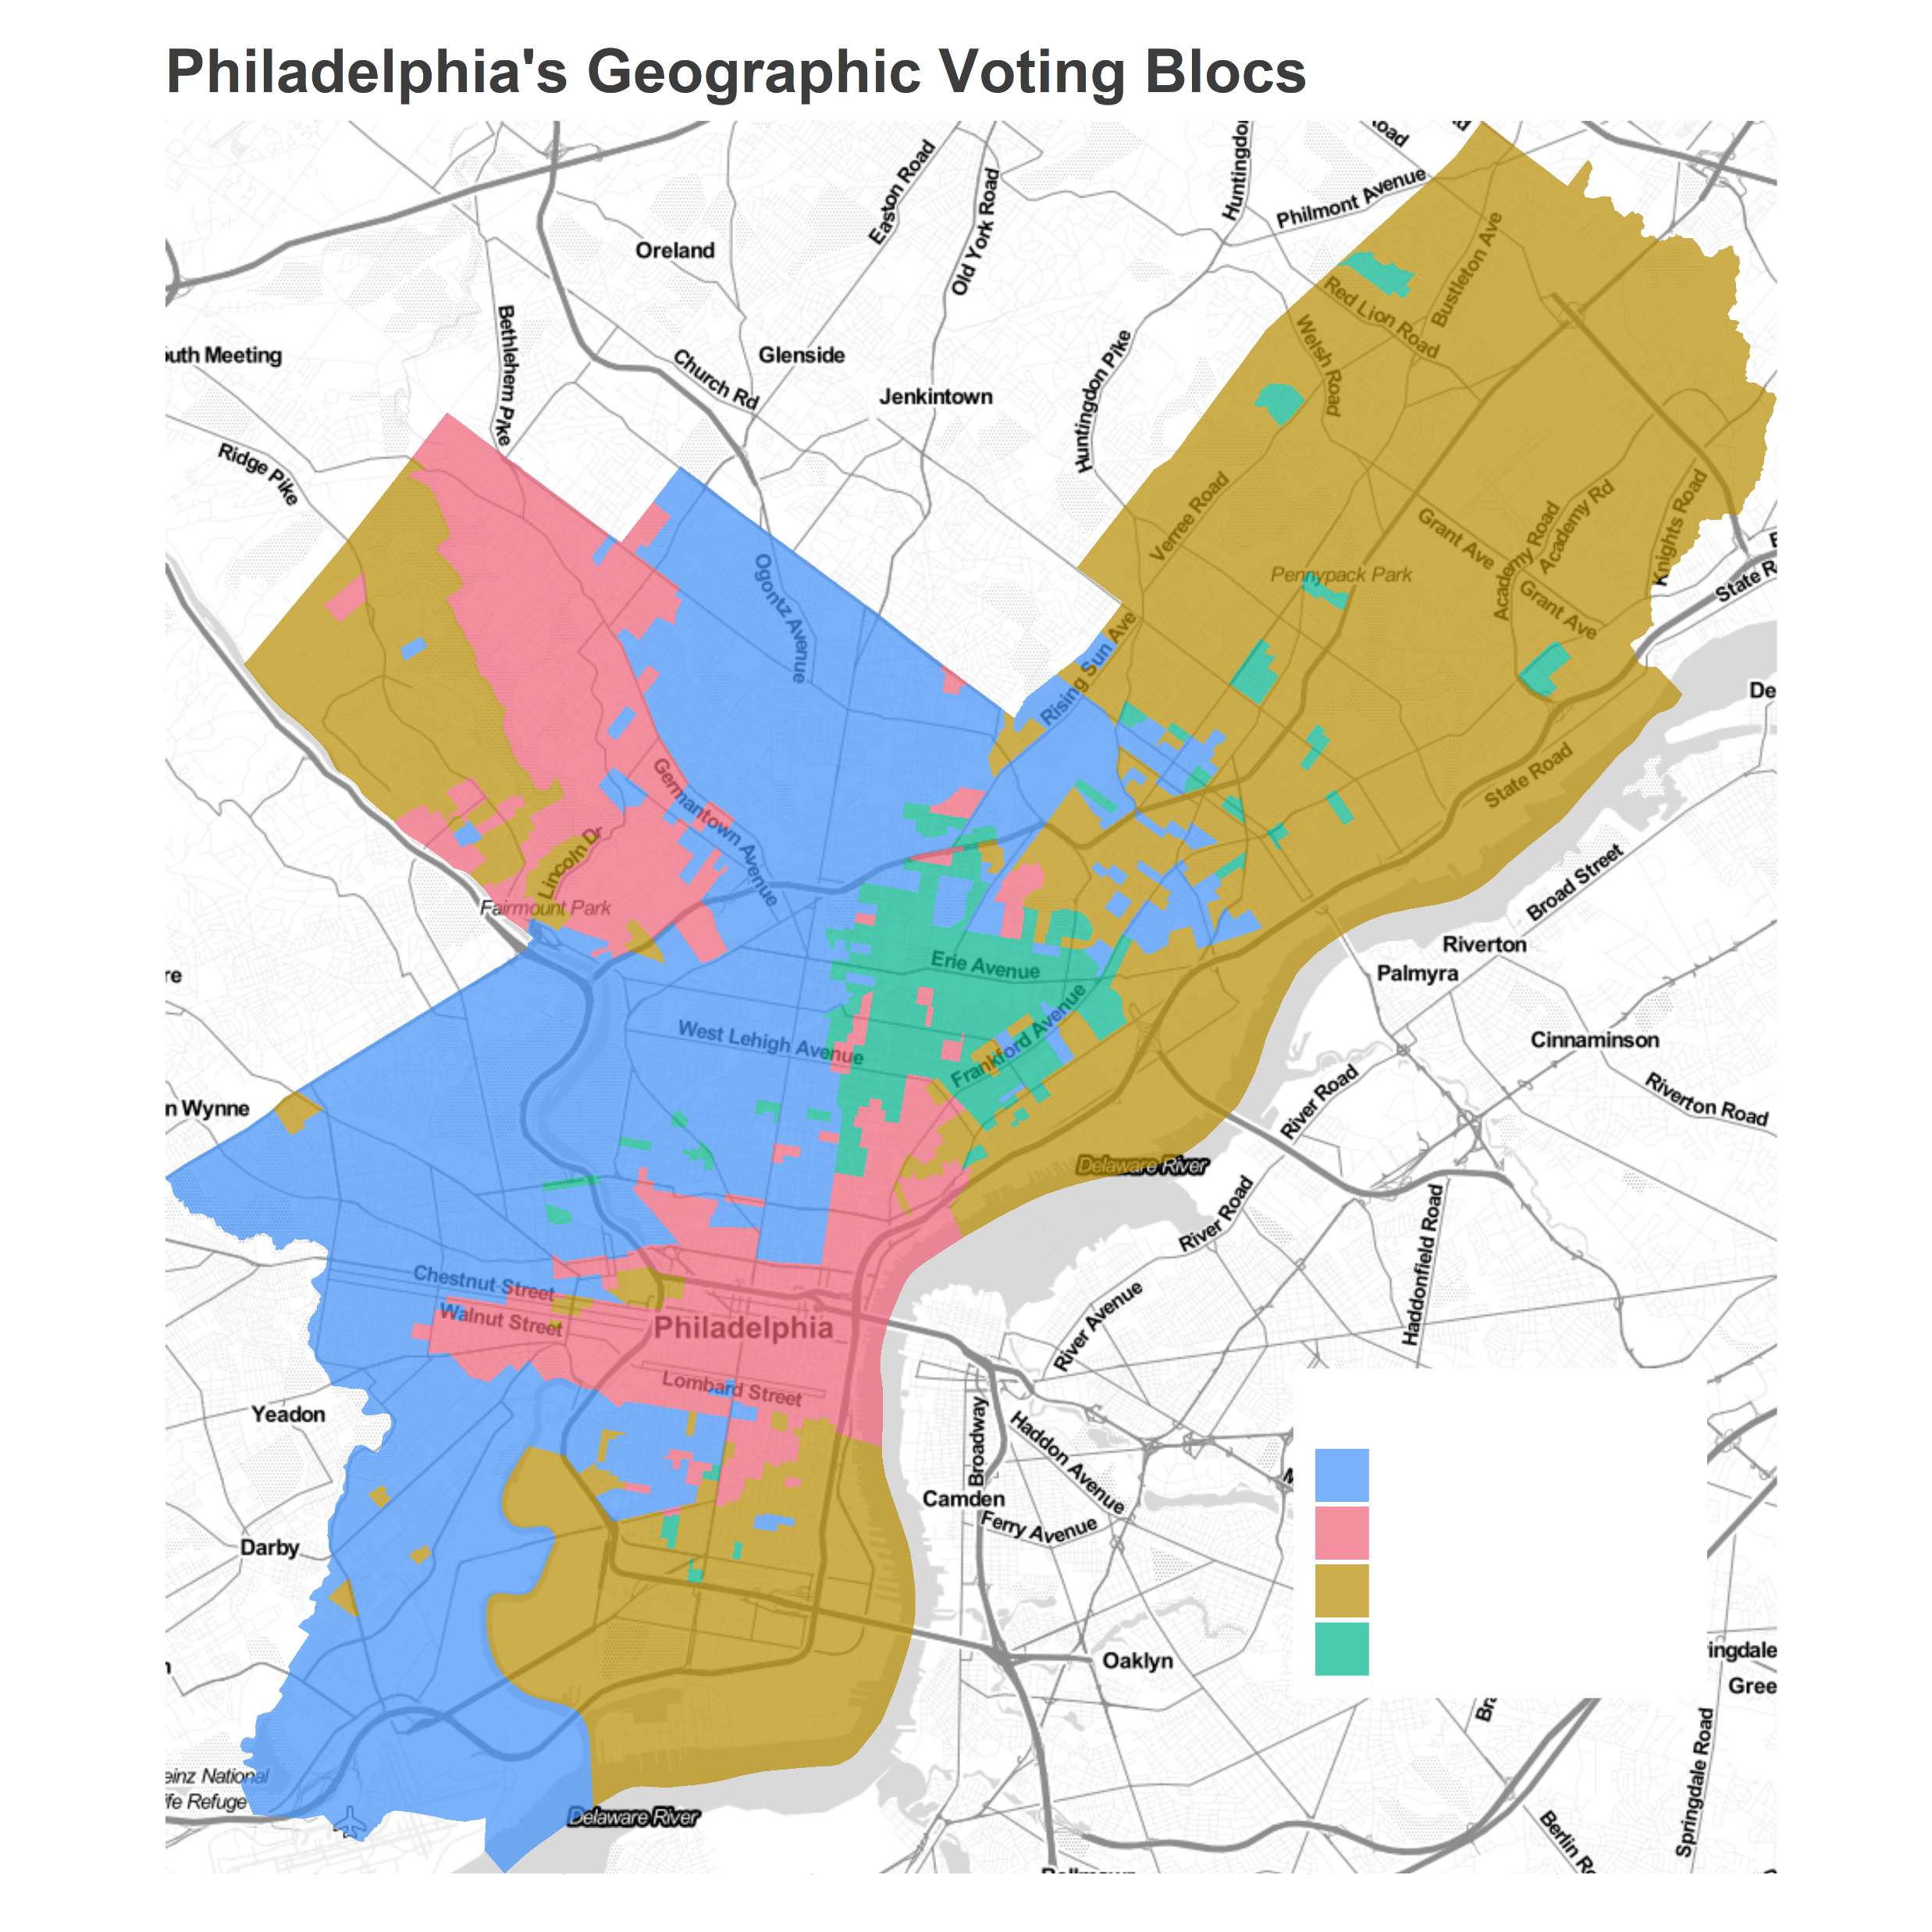 Philadelphia's Geographic Voting Blocs
Huntingdon
Philmont Avenue
Easton Road
Old York Road
Oreland
Bustleton Ave
Red Lion Road
Bethlehem Pike
Welsh Road
Glenside
Church Rd
Huntingdon Pike
Jenkintown
Ridge Pike
Verree Road
Grant Ave
Academy Road
Academy Rd
Knights Road
Pennypack Park
Grant Ave
State R
Ogontz Avenue
Rising Sun Ave
De
Germantown Avenue
State Road
Lincoln Dr
Broad Street
Fairmount Park
Riverton
Erie Avenue
Palmyra
re
West Lehigh Avenue
Frankford Avenue
Cinnaminson
n Wynne
River Road
Riverton Road
Delaware River
River Road
Haddonfield Road
Chestnut Street
Walnut Street
Philadelphia
River Avenue
Lombard Street
Yeadon
Broadway
Haddon Avenue
Camden
Ferry Avenue
Darby
Oaklyn
ingdale
Gree
Springdale Road
einz National
ife Refuge
Delaware River
Berlin Ro
uth Meeting
oad